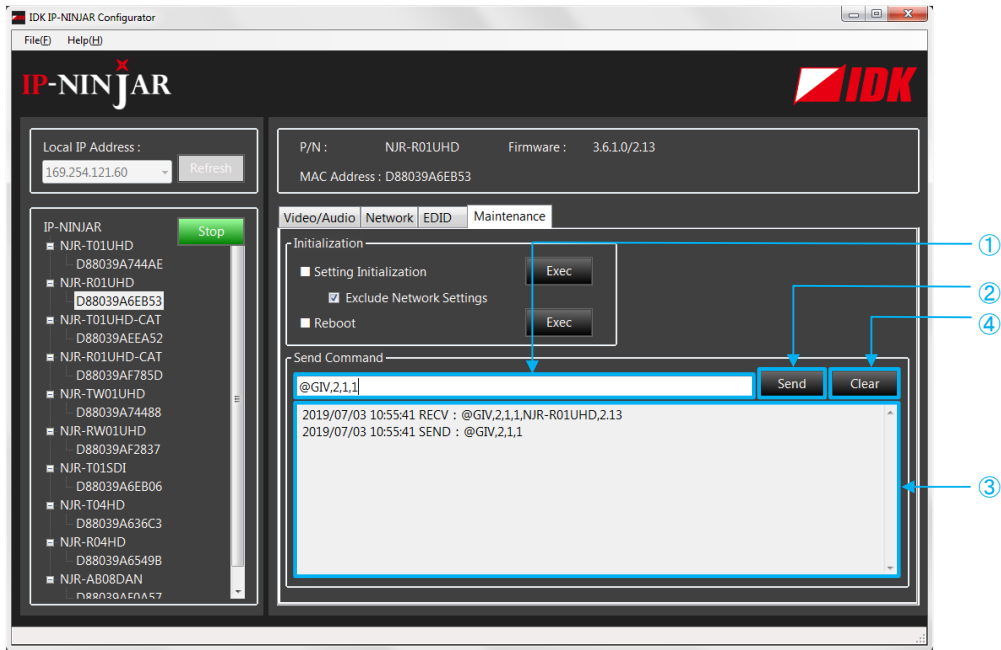 IDK IP-NINJAR Configurator
File(F) Help(H)
IP-NINJAR
IDK
Local IP Address :
169.254.121.60
Refresh
P/N : NJR-R01UHD Firmware : 3.6.1.0/2.13
MAC Address : D88039A6EB53
IP-NINJAR
Stop
NJR-T01UHD
D88039A744AE
NJR-R01UHD
D88039A6EB53
NJR-T01UHD-CAT
D88039AEEA52
NJR-R01UHD-CAT
D88039AF785D
NJR-TW01UHD
D88039A74488
NJR-RW01UHD
D88039AF2837
NJR-T01SDI
D88039A6EB06
NJR-T04HD
D88039A636C3
NJR-R04HD
D88039A6549B
NJR-AB08DAN
D88039AF0A57
Video/Audio Network EDID Maintenance
Initialization
Setting Initialization Exec
Exclude Network Settings
Reboot Exec
Send Command
@GIV,2,1,1 Send Clear
2019/07/03 10:55:41 RECV : @GIV,2,1,1,NJR-R01UHD,2.13
2019/07/03 10:55:41 SEND : @GIV,2,1,1
①
②
④
③